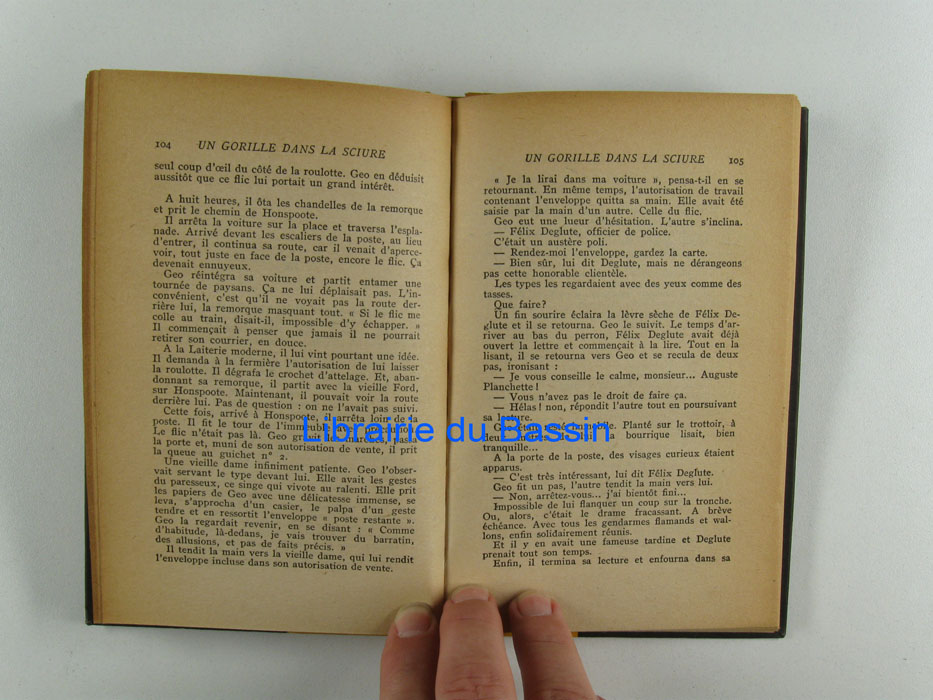 104 UN GORILLE DANS LA SCIURE
seul coup d'œil du côté de la roulotte. Geo en déduisit
aussitôt que ce flic lui portait un grand intérêt.
A huit heures, il ôta les chandelles de la remorque
et prit le chemin de Honspoote.
Il arrêta la voiture sur la place et traversa l'espla-
nade. Arrivé devant les escaliers de la poste, au lieu
d'entrer, il continua sa route, car il venait d'aperce-
voir, tout juste en face de la poste, encore le flic. Ça
devenait ennuyeux.
Geo réintégra sa voiture et partit entamer une
tournée de paysans. Ça ne lui déplaisait pas. L'in-
convénient, c'est qu'il ne voyait pas la route der-
rière lui, la remorque masquant tout. « Si le flic me
colle au train, disait-il, impossible d'y échapper. »
Il commençait à penser que jamais il ne pourrait
retirer son courrier, en douce.
A la Laiterie moderne, il lui vint pourtant une idée.
Il demanda à la fermière l'autorisation de lui laisser
la roulotte. Il dégrafa le crochet d'attelage. Et, aban-
donnant sa remorque, il partit avec la vieille Ford,
sur Honspoote. Maintenant, il pouvait voir la route
derrière lui. Pas de question : on ne l'avait pas suivi.
Cette fois, arrivé à Honspoote, il arrêta loin de la
poste. Il fit le tour de l'immeuble avec précaution.
Le flic n'était pas là. Geo les marches, passa
la porte et, muni de son autorisation de vente, il prit
la queue au guichet n° 2.
Une vieille dame infiniment patiente. Geo l'obser-
vait servant le type devant lui. Elle avait les gestes
du paresseux, ce singe qui vivote au ralenti. Elle prit
les papiers de Geo avec une délicatesse immense, se
leva, s'approcha d'un casier, le palpa d'un geste
tendre et en ressortit l'enveloppe « poste restante ».
Geo la regardait revenir, en se disant : « Comme
d'habitude, là-dedans, je vais trouver du barratin,
des allusions, et pas de faits précis. »
Il tendit la main vers la vieille dame, qui lui rendit
l'enveloppe incluse dans son autorisation de vente.
UN GORILLE DANS LA SCIURE 105
« Je la lirai dans ma voiture », pensa-t-il en se
retournant. En même temps, l'autorisation de travail
contenant l'enveloppe quitta sa main. Elle avait été
saisie par la main d'un autre. Celle du flic.
Geo eut une lueur d'hésitation. L'autre s'inclina.
— Félix Deglute, officier de police.
C'était un austère poli.
— Rendez-moi l'enveloppe, gardez la carte.
— Bien sûr, lui dit Deglute, mais ne dérangeons
pas cette honorable clientèle.
Les types les regardaient avec des yeux comme des
tasses.
Que faire?
Un fin sourire éclaira la lèvre sèche de Félix De-
glute et il se retourna. Geo le suivit. Le temps d'ar-
river au bas du perron, Félix Deglute avait déjà
ouvert la lettre et commençait à la lire. Tout en la
lisant, il se retourna vers Geo et se recula de deux
pas, ironisant :
— Je vous conseille le calme, monsieur... Auguste
Planchette!
— Vous n'avez pas le droit de faire ça.
— Hélas! non, répondit l'autre tout en poursuivant
sa lecture.
Geo était resté immobile. Planté sur le trottoir, à
deux mètres la bourrique lisait, bien
tranquille...
A la porte de la poste, des visages curieux étaient
apparus.
— C'est très intéressant, lui dit Félix Deglute.
Geo fit un pas, l'autre tendit la main vers lui.
— Non, arrêtez-vous... j'ai bientôt fini...
Impossible de lui flanquer un coup sur la tronche.
Ou, alors, c'était le drame fracassant. A brève
échéance. Avec tous les gendarmes flamands et wal-
lons, enfin solidairement réunis.
Et il y en avait une fameuse tardine et Deglute
prenait tout son temps.
Enfin, il termina sa lecture et enfourna dans sa
Librairie du Bassin